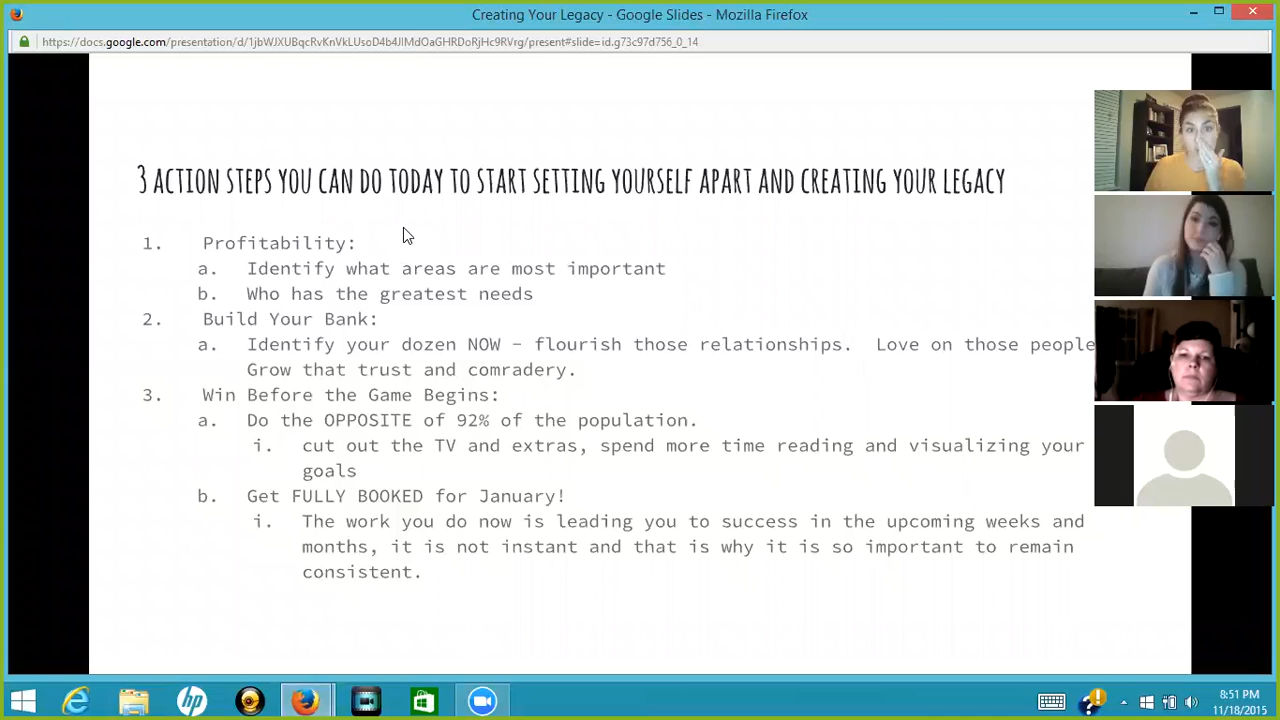 Creating Your Legacy - Google Slides - Mozilla Firefox
https://docs.google.com/presentation/d/1jbWJXUBqcRvKnVkLUsoD4b4JlMdOaGHRDoRjHc9RVrg/present#slide=id.g73c97d756_0_14
3 ACTION STEPS YOU CAN DO TODAY TO START SETTING YOURSELF APART AND CREATING YOUR LEGACY
1. Profitability:
a. Identify what areas are most important
b. Who has the greatest needs
2. Build Your Bank:
a. Identify your dozen NOW – flourish those relationships. Love on those people
Grow that trust and comradery.
3. Win Before the Game Begins:
a. Do the OPPOSITE of 92% of the population.
i. cut out the TV and extras, spend more time reading and visualizing your
goals
b. Get FULLY BOOKED for January!
i. The work you do now is leading you to success in the upcoming weeks and
months, it is not instant and that is why it is so important to remain
consistent.
hp
8:51 PM
11/18/2015